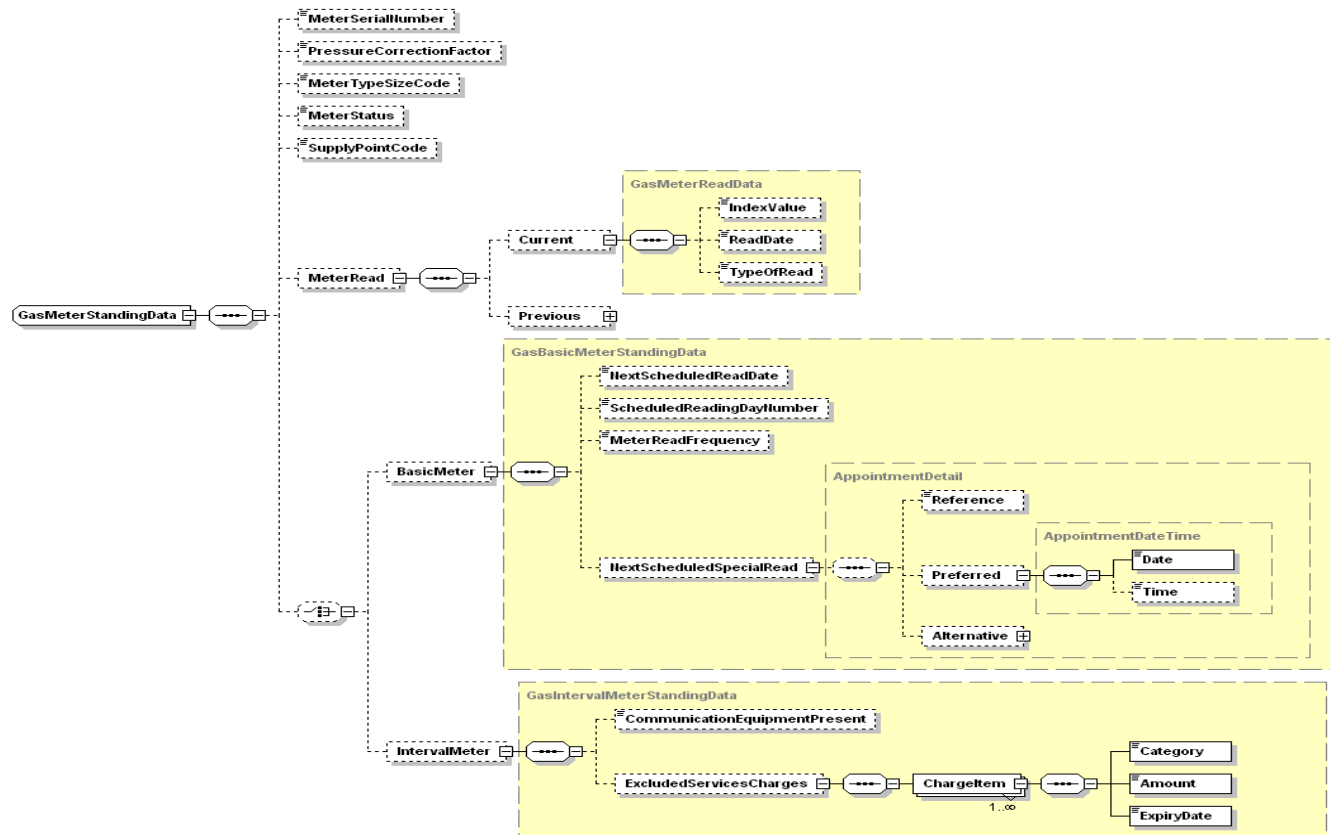 MeterSerialNumber
PressureCorrectionFactor
MeterTypeSizeCode
MeterStatus
SupplyPointCode
GasMeterReadData
IndexValue
Current
ReadDate
TypeOfRead
MeterRead
GasMeterStandingData
Previous
GasBasicMeterStandingData
NextScheduledReadDate
ScheduledReadingDayNumber
MeterReadFrequency
BasicMeter
AppointmentDetail
Reference
AppointmentDateTime
Date
NextScheduledSpecialRead
Preferred
Time
Alternative
GasIntervalMeterStandingData
CommunicationEquipmentPresent
IntervalMeter
Category
ExcludedServicesCharges
ChargeItem
Amount
1..∞
ExpiryDate